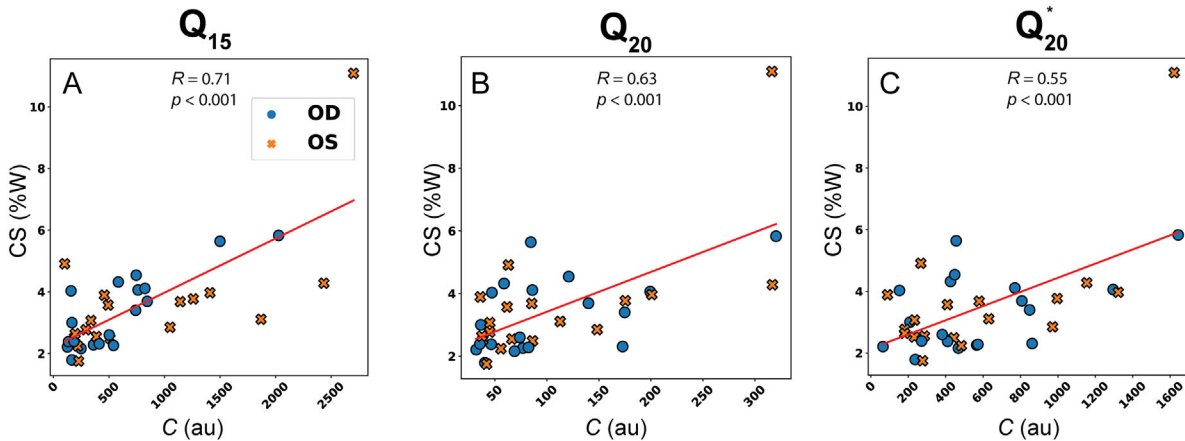 Q15
Q20
Q*20
A
R = 0.71
p < 0.001
OD
OS
CS (%W)
10
8
6
4
2
0
500
1000
1500
2000
2500
C (au)
B
R = 0.63
p < 0.001
CS (%W)
10
8
6
4
2
50
100
150
200
250
300
C (au)
C
R = 0.55
p < 0.001
CS (%W)
10
8
6
4
2
0
200
400
600
800
1000
1200
1400
1600
C (au)